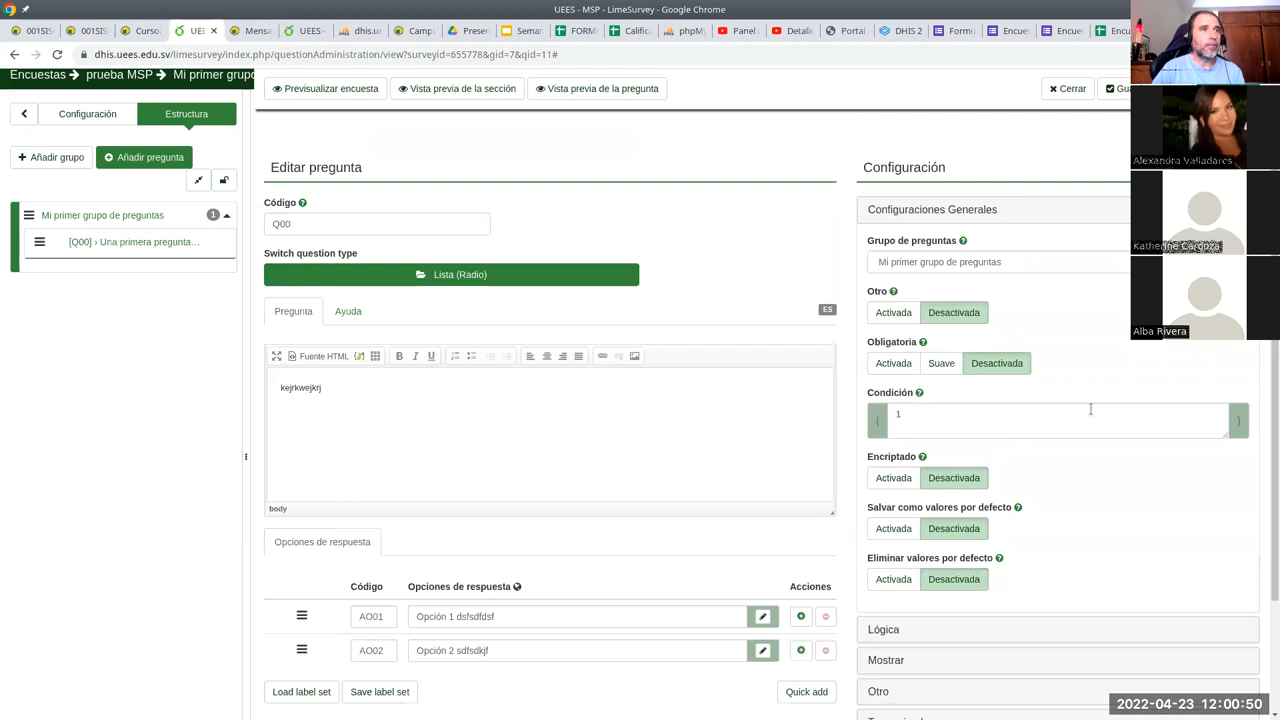 UEES - MSP - LimeSurvey - Google Chrome
001SIS
001SIS
Curso:
UEE
Mensa
UEES -
dhis.ue
Camp
Presen
Sema
FORM
Califi
phpM
Panel
Detalle
Portal
DHIS 2
Formu
Encue
Encue
Encu
dhis.uees.edu.sv/limesurvey/index.php/questionAdministration/view?surveyid=655778&gid=7&qid=11#
Encuestas → prueba MSP → Mi primer grupo
Previsualizar encuesta
Vista previa de la sección
Vista previa de la pregunta
Cerrar
Configuración
Estructura
Añadir grupo
Añadir pregunta
Mi primer grupo de preguntas
1
[Q00] › Una primera pregunta…
Editar pregunta
Código
Q00
Switch question type
Lista (Radio)
Pregunta
Ayuda
ES
Fuente HTML
B I U
kejrkwejkrj
body
Opciones de respuesta
Código
Opciones de respuesta
Acciones
AO01
Opción 1 dsfsdfdsf
AO02
Opción 2 sdfsdkjf
Load label set
Save label set
Quick add
Configuración
Configuraciones Generales
Grupo de preguntas
Mi primer grupo de preguntas
Otro
Activada
Desactivada
Obligatoria
Activada
Suave
Desactivada
Condición
{
1
}
Encriptado
Activada
Desactivada
Salvar como valores por defecto
Activada
Desactivada
Eliminar valores por defecto
Activada
Desactivada
Lógica
Mostrar
Otro
Alexandra Valladares
Katherine Cardoza
Alba Rivera
2022-04-23 12:00:50